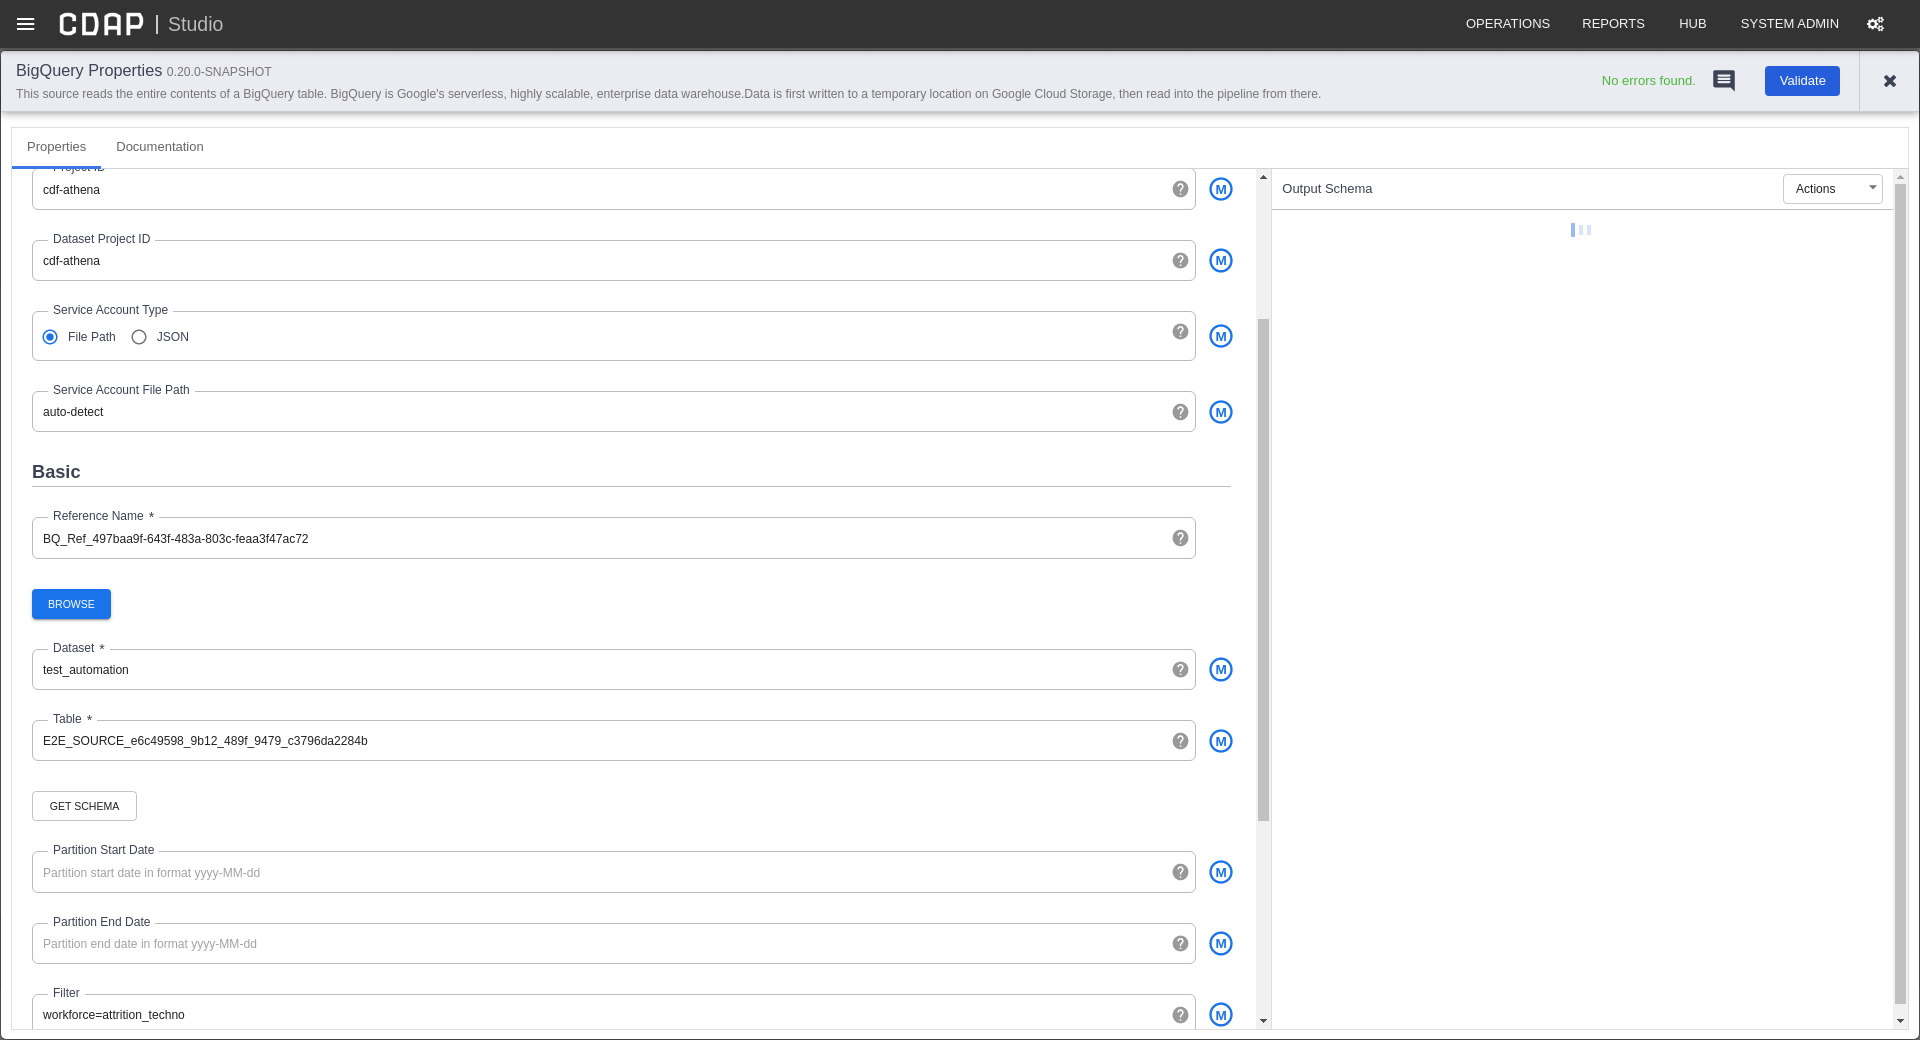 CDAP | Studio
OPERATIONS REPORTS HUB SYSTEM ADMIN
BigQuery Properties 0.20.0-SNAPSHOT
This source reads the entire contents of a BigQuery table. BigQuery is Google's serverless, highly scalable, enterprise data warehouse.Data is first written to a temporary location on Google Cloud Storage, then read into the pipeline from there.
No errors found.
Validate
Properties Documentation
Project ID
cdf-athena
? M
Dataset Project ID
cdf-athena
? M
Service Account Type
File Path JSON
? M
Service Account File Path
auto-detect
? M
Basic
Reference Name *
BQ_Ref_497baa9f-643f-483a-803c-feaa3f47ac72
?
BROWSE
Dataset *
test_automation
? M
Table *
E2E_SOURCE_e6c49598_9b12_489f_9479_c3796da2284b
? M
GET SCHEMA
Partition Start Date
Partition start date in format yyyy-MM-dd
? M
Partition End Date
Partition end date in format yyyy-MM-dd
? M
Filter
workforce=attrition_techno
? M
Output Schema
Actions